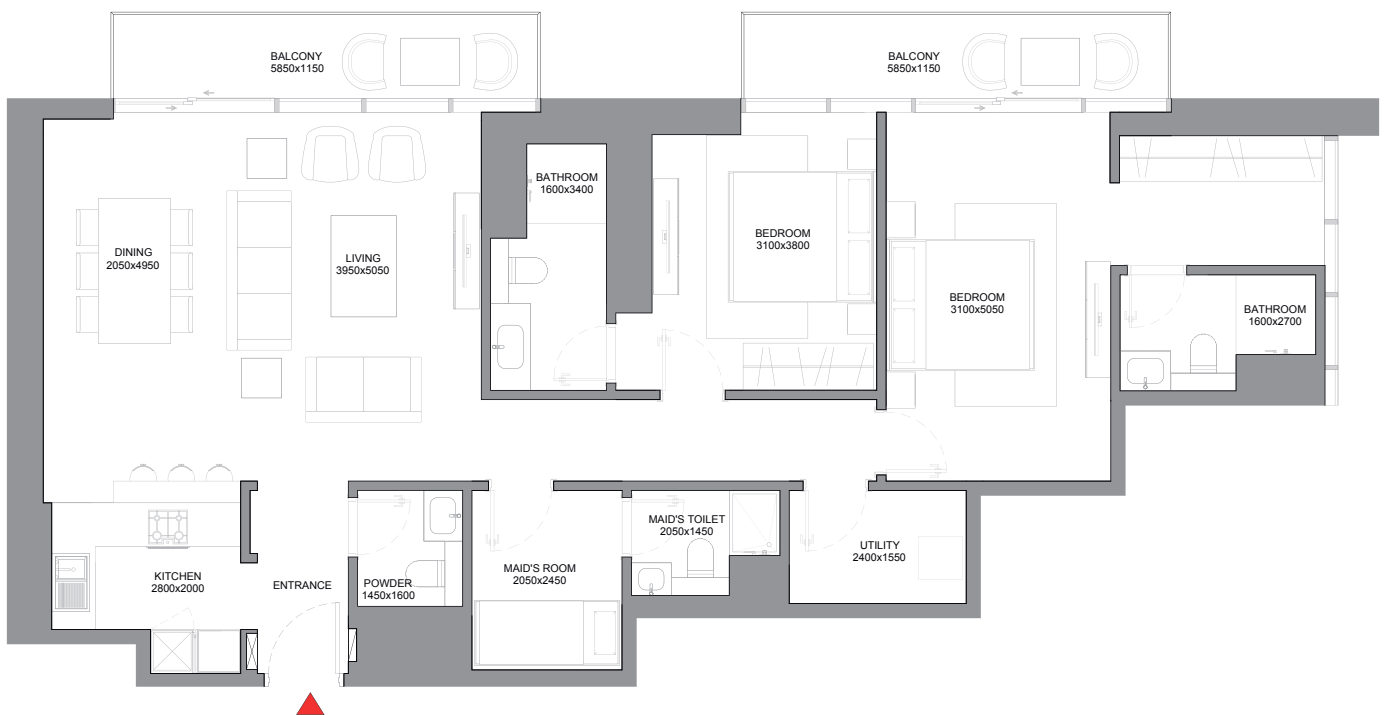 BALCONY
5850x1150
BALCONY
5850x1150
BATHROOM
1600x3400
BEDROOM
3100x3800
DINING
2050x4950
LIVING
3950x5050
BEDROOM
3100x5050
BATHROOM
1600x2700
MAID'S TOILET
2050x1450
UTILITY
2400x1550
KITCHEN
2800x2000
ENTRANCE
POWDER
1450x1600
MAID'S ROOM
2050x2450